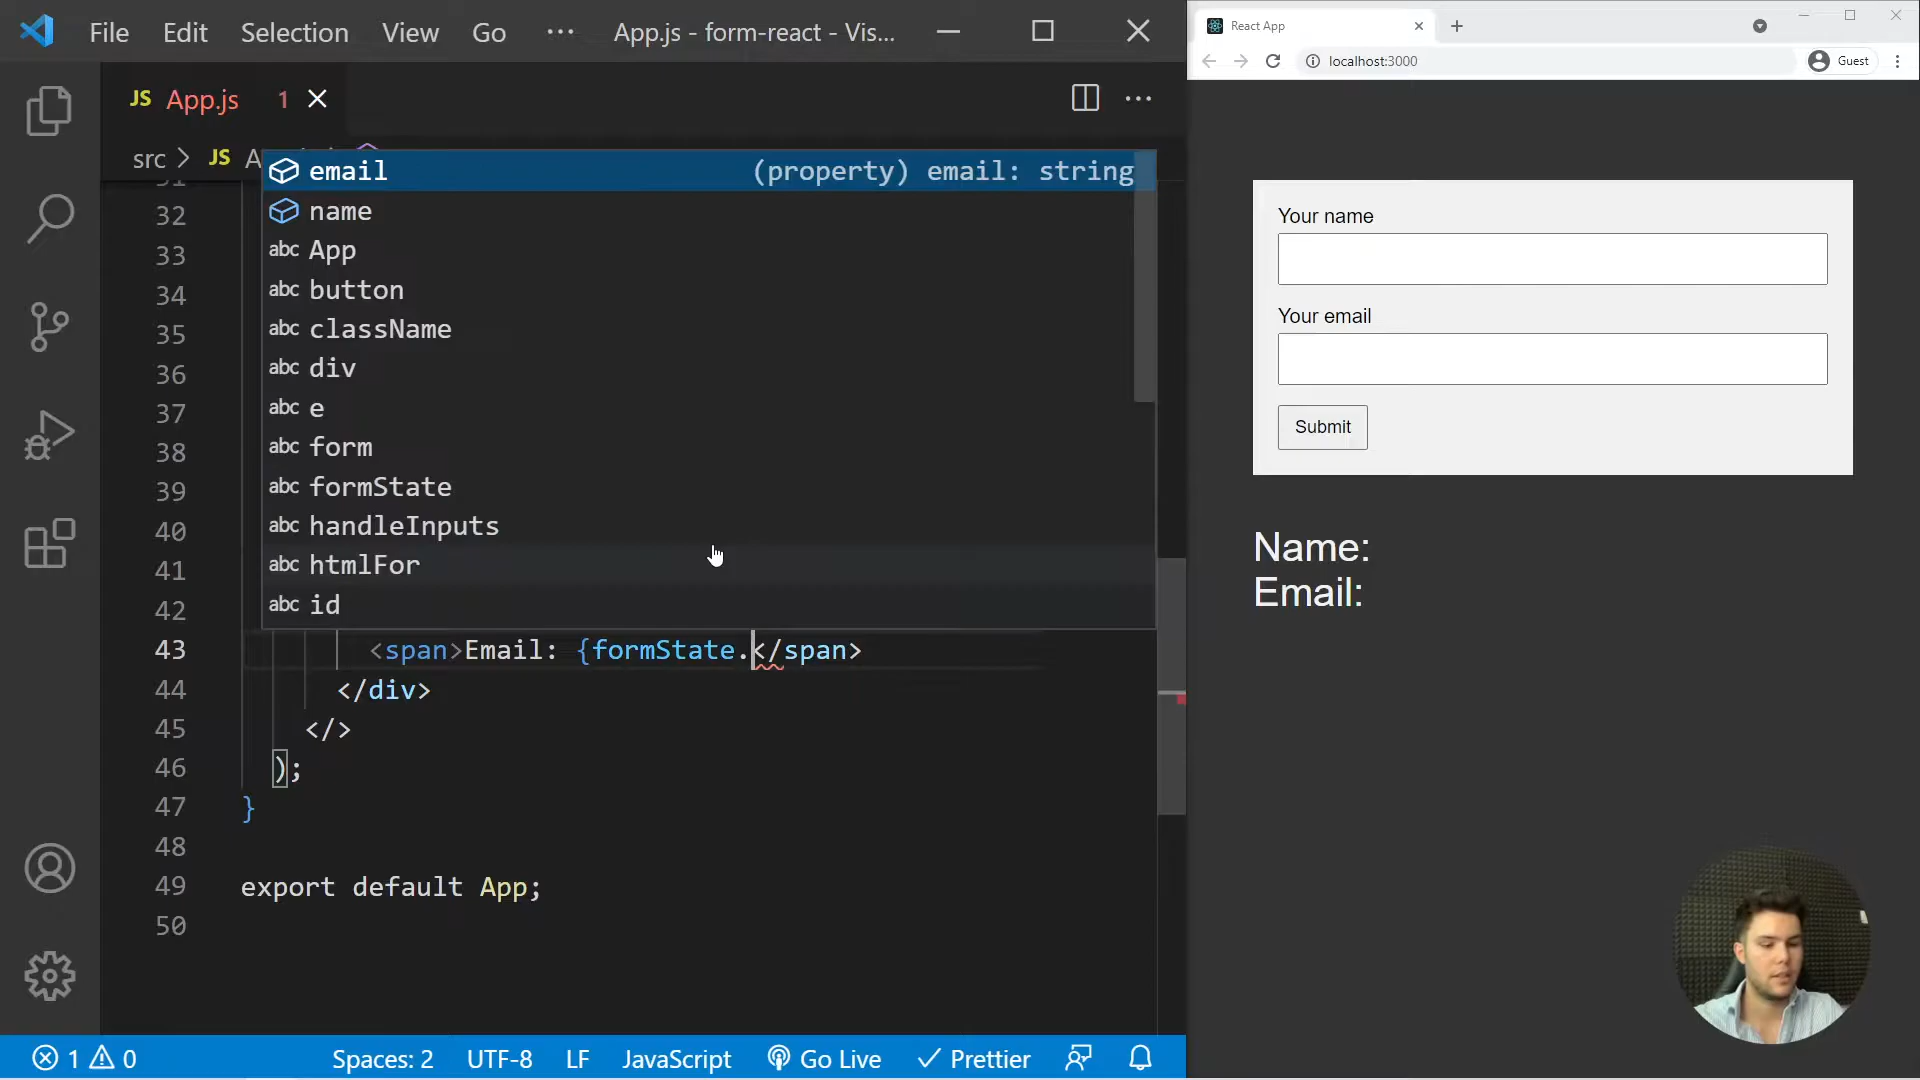 File Edit Selection View Go ··· App.js - form-react - Vis...
JS App.js 1
src > JS A
email (property) email: string
name
abc App
abc button
abc className
abc div
abc e
abc form
abc formState
abc handleInputs
abc htmlFor
abc id
31
32
33
34
35
36
37
38
39
40
41
42
43 <span>Email: {formState.</span>
44 </div>
45 </>
46 );
47 }
48
49 export default App;
50
1 0 Spaces: 2 UTF-8 LF JavaScript Go Live Prettier
React App
localhost:3000 Guest
Your name
Your email
Submit
Name:
Email: